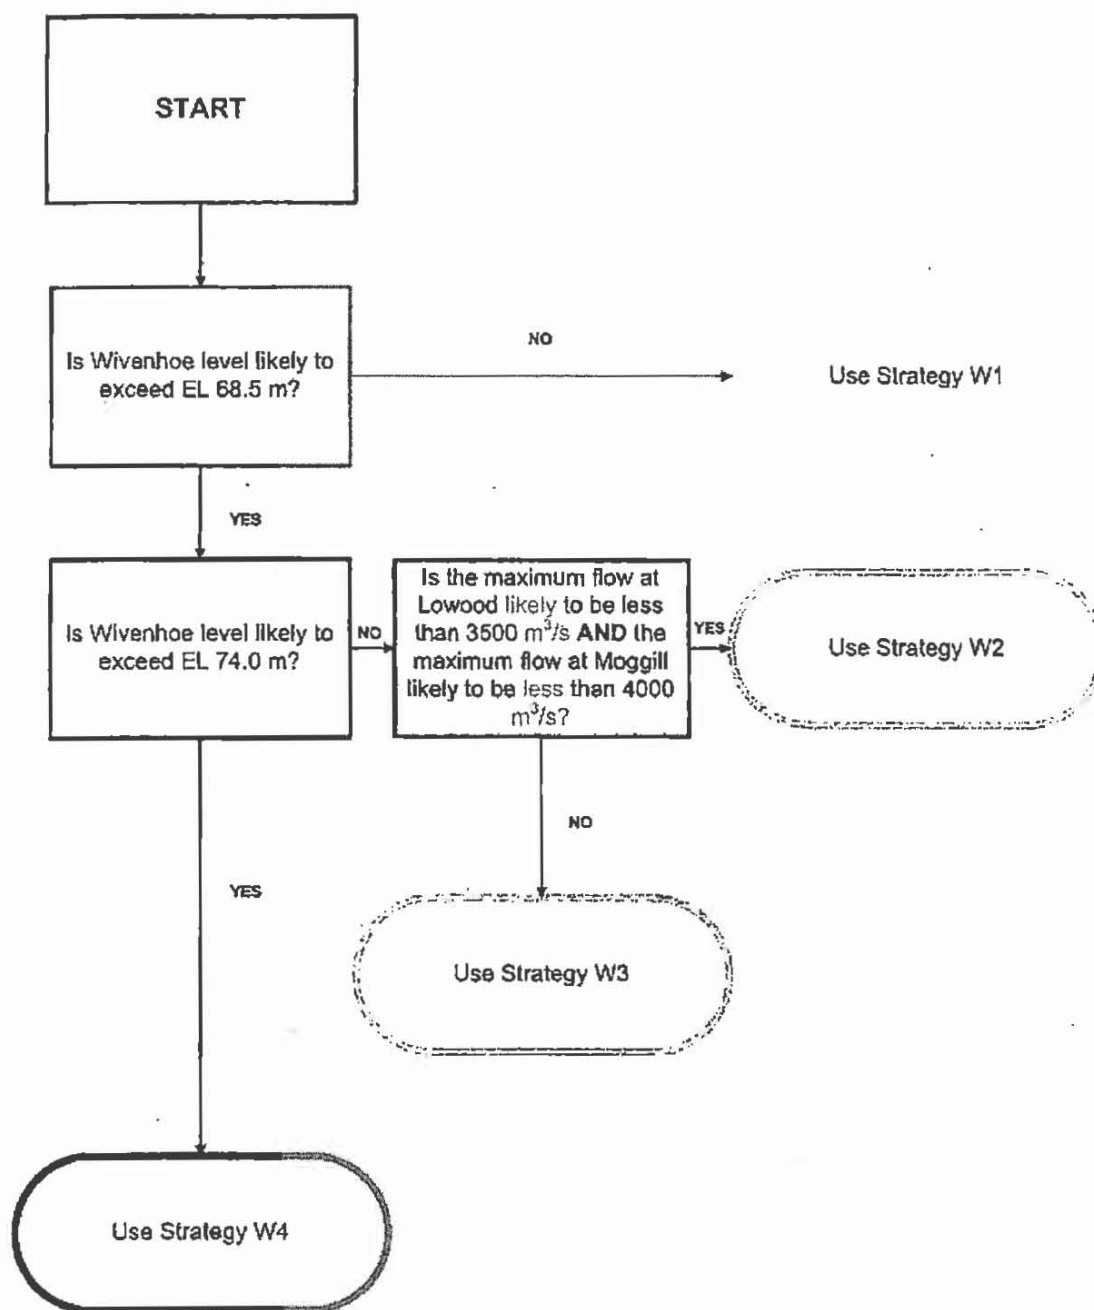 START
Is Wivenhoe level likely to
exceed EL 68.5 m?
NO
Use Strategy W1
YES
Is Wivenhoe level likely to
exceed EL 74.0 m?
NO
Is the maximum flow at
Lowood likely to be less
than 3500 m³/s AND the
maximum flow at Moggill
likely to be less than 4000
m³/s?
YES
Use Strategy W2
NO
Use Strategy W3
YES
Use Strategy W4